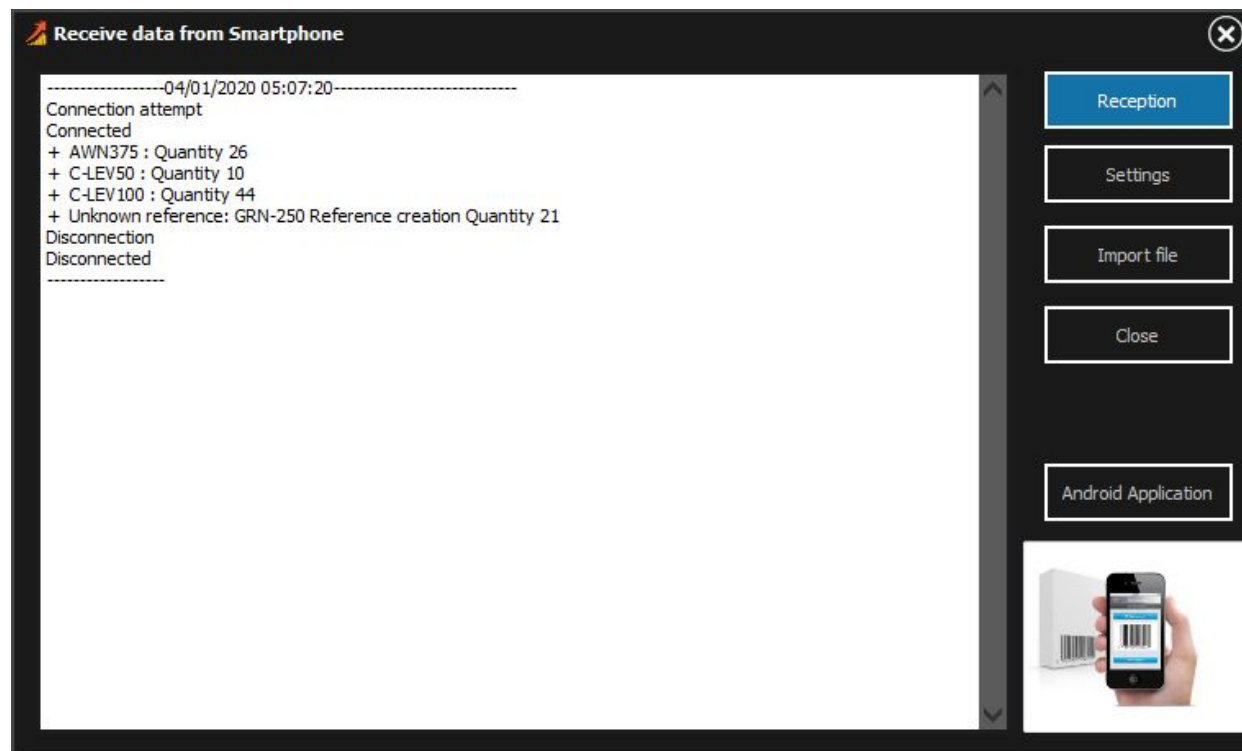 Receive data from Smartphone
------------------04/01/2020 05:07:20----------------------------
Connection attempt
Connected
+ AWN375 : Quantity 26
+ C-LEV50 : Quantity 10
+ C-LEV100 : Quantity 44
+ Unknown reference: GRN-250 Reference creation Quantity 21
Disconnection
Disconnected
------------------
Reception
Settings
Import file
Close
Android Application